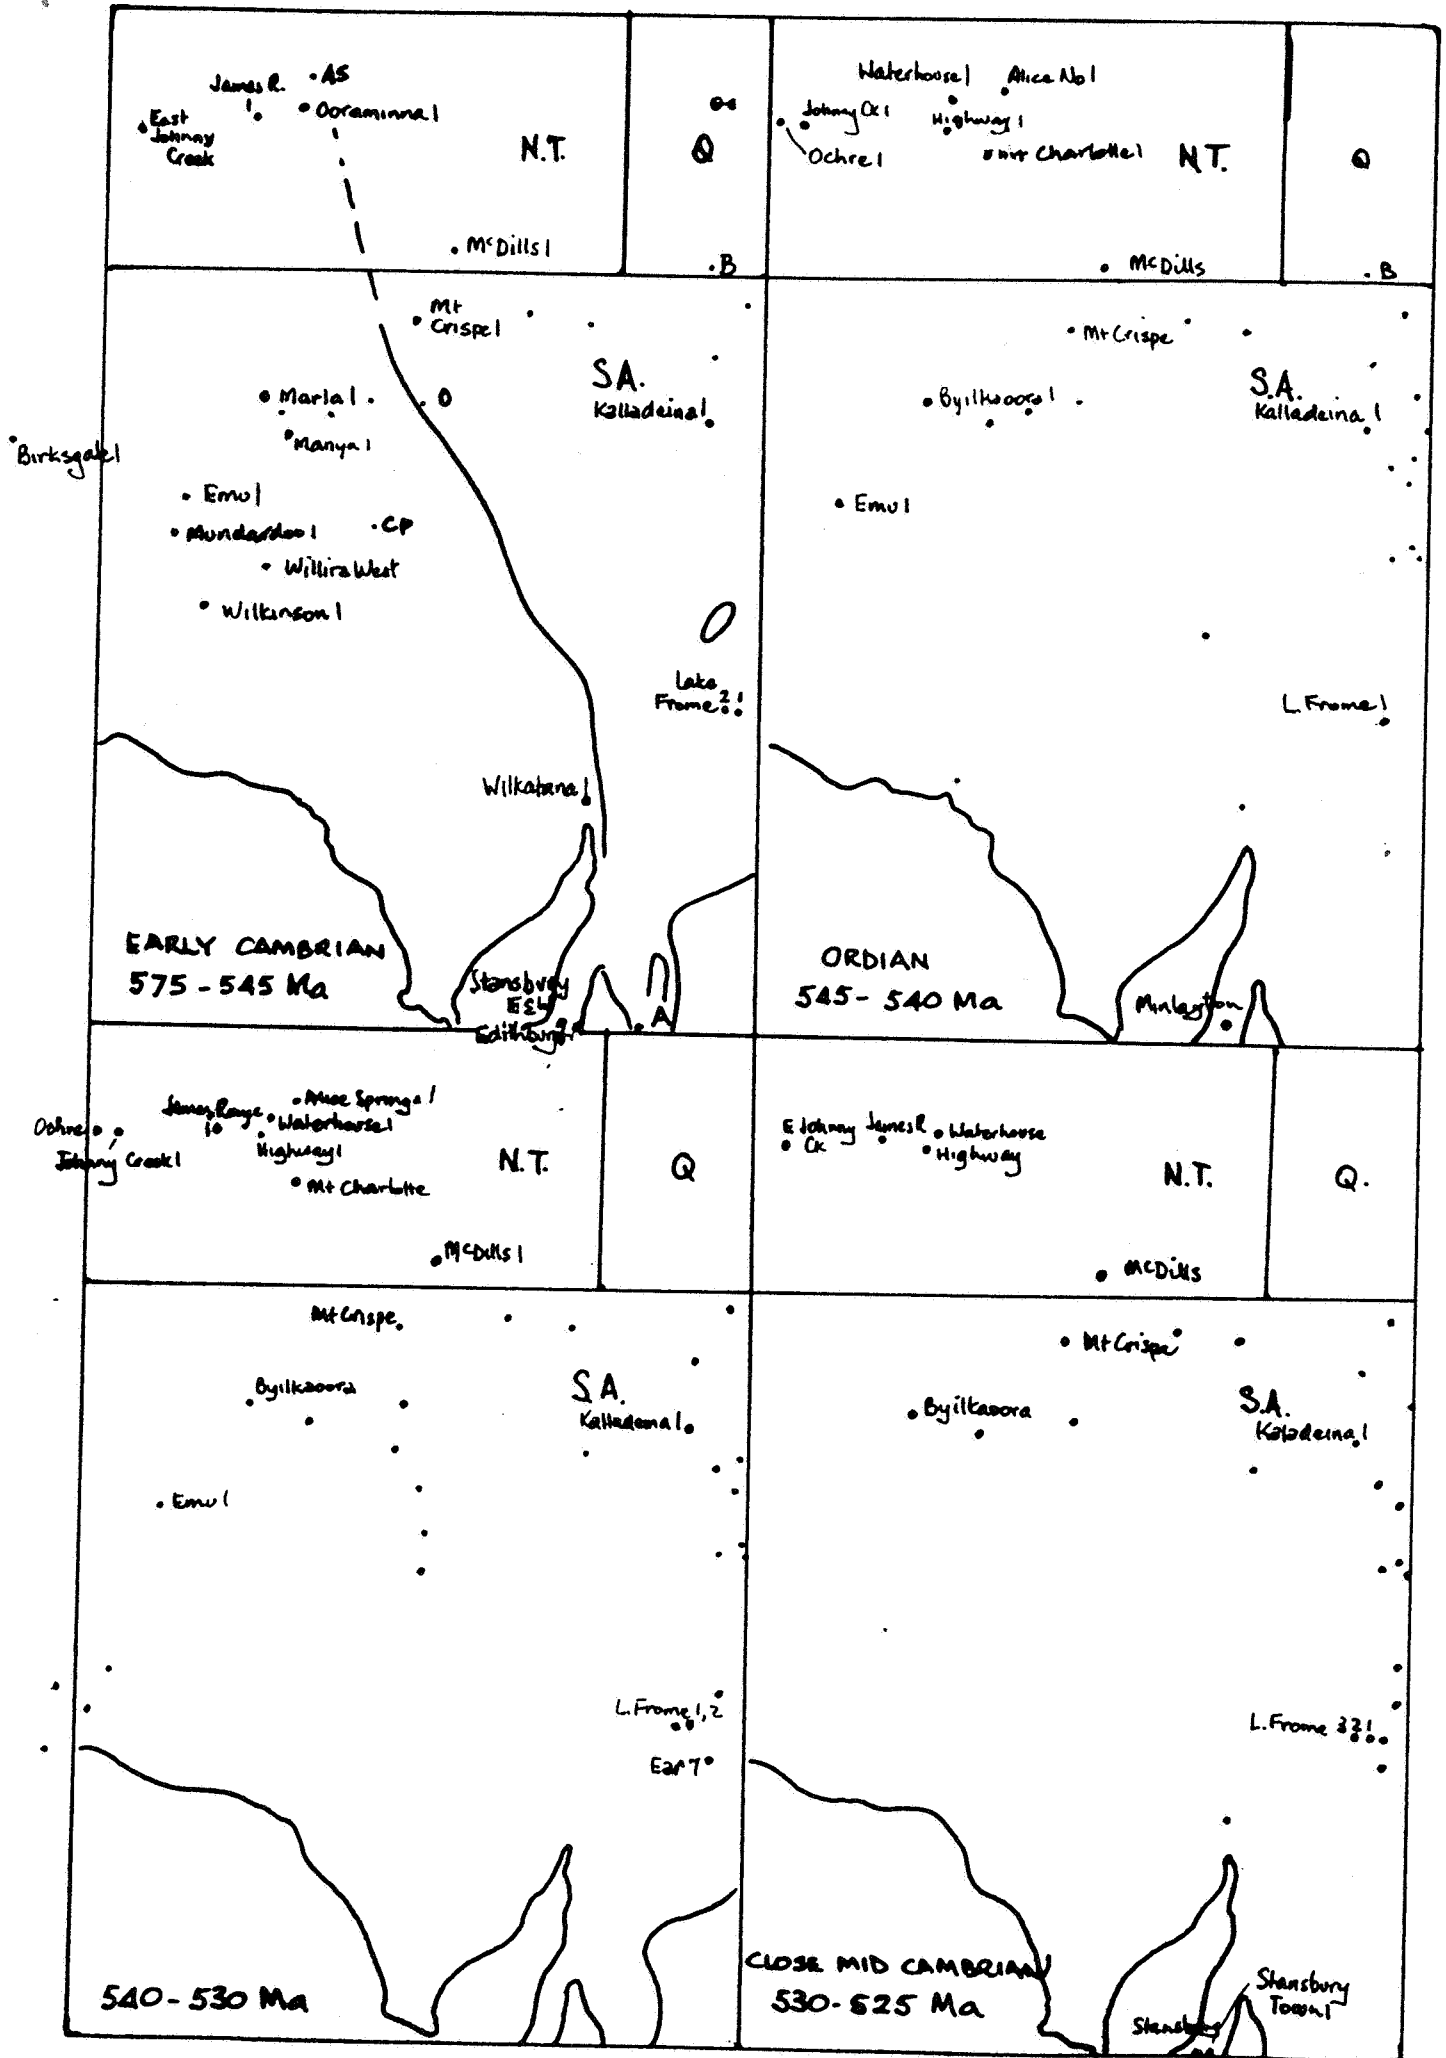 James R.
1
• AS
Ooraminna 1
East
Johnny
Creek
N.T.
Q
McDills 1
B
Mt
Crispe 1
S.A.
Kalladeina 1
Marla 1
O
Manya 1
Birksgate 1
Emu 1
Mundardoo 1
CP
Willira West
Wilkinson 1
Lake
Frome 2 1
Wilkatana 1
EARLY CAMBRIAN
575 - 545 Ma
Stansbury
E & W
Edithburgh
A
Waterhouse 1
Alice No 1
Johnny Ck 1
Highway 1
Ochre 1
Charlotte 1
N.T.
Q
McDills
B
Mt Crispe
S.A.
Kalladeina 1
Byilkaoora 1
Emu 1
L. Frome 1
ORDIAN
545 - 540 Ma
Minlaton
Ochre
Johnny Creek 1
James Range
Alice Springs 1
Waterhouse 1
Highway 1
Mt Charlotte
N.T.
Q
McDills 1
Mt Crispe
Byilkaoora
S.A.
Kalladeina 1
Emu 1
L. Frome 1, 2
Ear 7
540 - 530 Ma
E Johnny
Ck
James R
Waterhouse
Highway
N.T.
Q.
McDills
Mt Crispe
Byilkaoora
S.A.
Kaladeina 1
L. Frome 3 2 1
CLOSE MID CAMBRIAN
530 - 525 Ma
Stansbury
Town 1
Stansbury